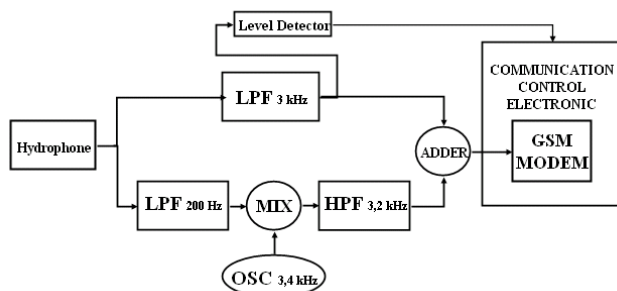 Level Detector
COMMUNICATION
CONTROL
ELECTRONIC
LPF 3 kHz
Hydrophone
ADDER
GSM
MODEM
LPF 200 Hz
MIX
HPF 3,2 kHz
OSC 3,4 kHz